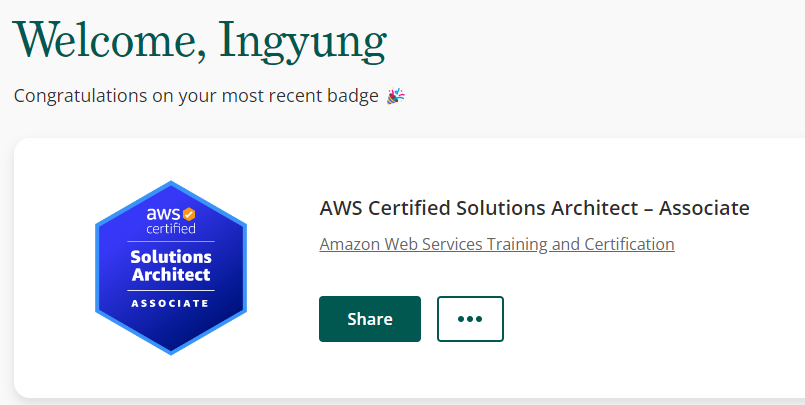 Welcome, Ingyung
Congratulations on your most recent badge 🎉
aws
certified
Solutions
Architect
ASSOCIATE
AWS Certified Solutions Architect – Associate
Amazon Web Services Training and Certification
Share
•••